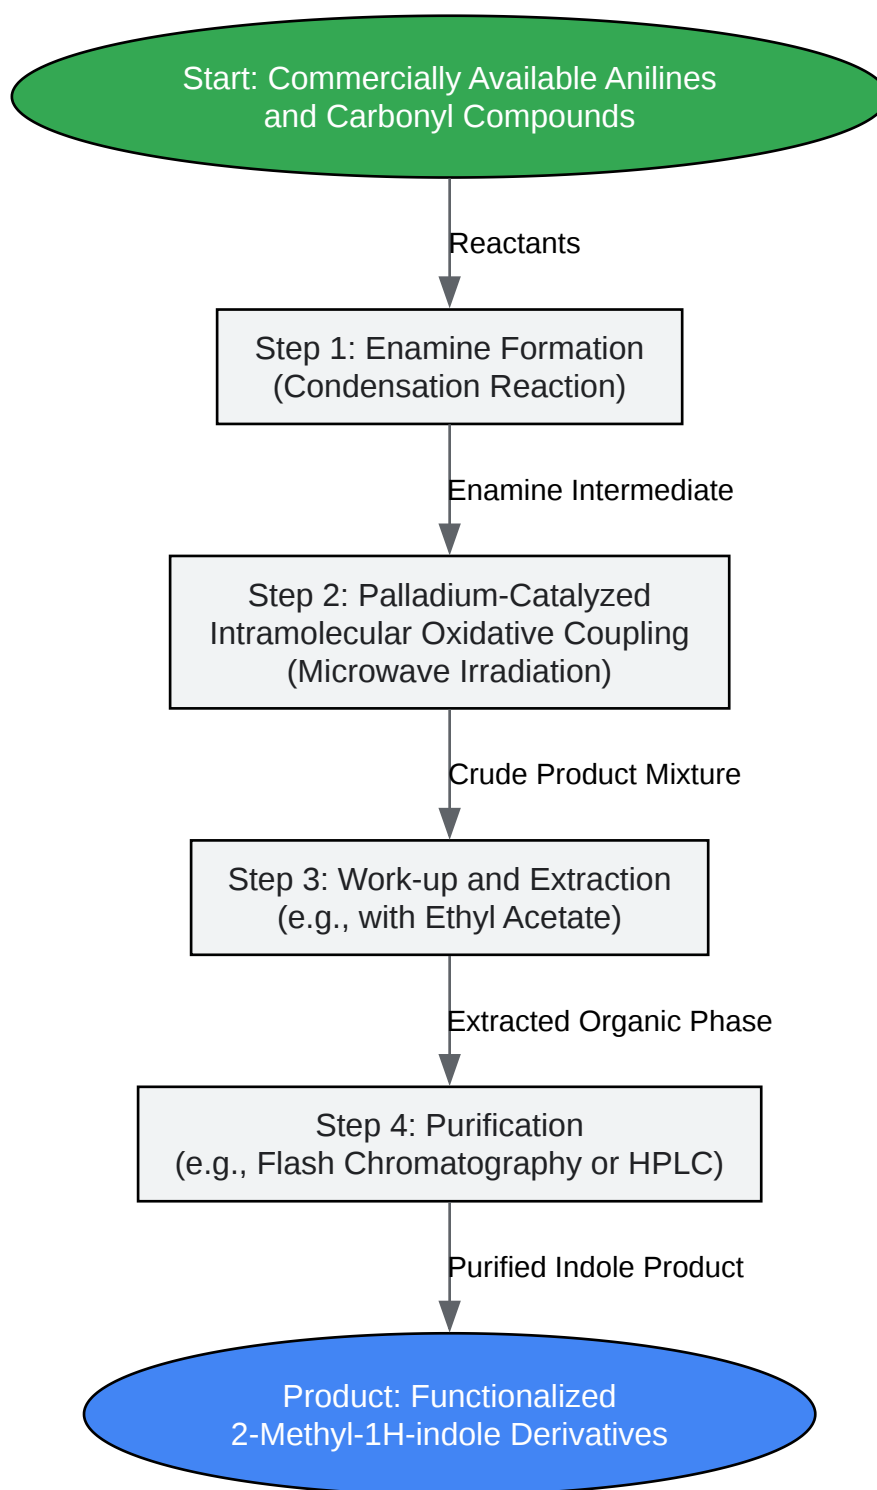 Start: Commercially Available Anilines
and Carbonyl Compounds
Reactants
Step 1: Enamine Formation
(Condensation Reaction)
Enamine Intermediate
Step 2: Palladium-Catalyzed
Intramolecular Oxidative Coupling
(Microwave Irradiation)
Crude Product Mixture
Step 3: Work-up and Extraction
(e.g., with Ethyl Acetate)
Extracted Organic Phase
Step 4: Purification
(e.g., Flash Chromatography or HPLC)
Purified Indole Product
Product: Functionalized
2-Methyl-1H-indole Derivatives